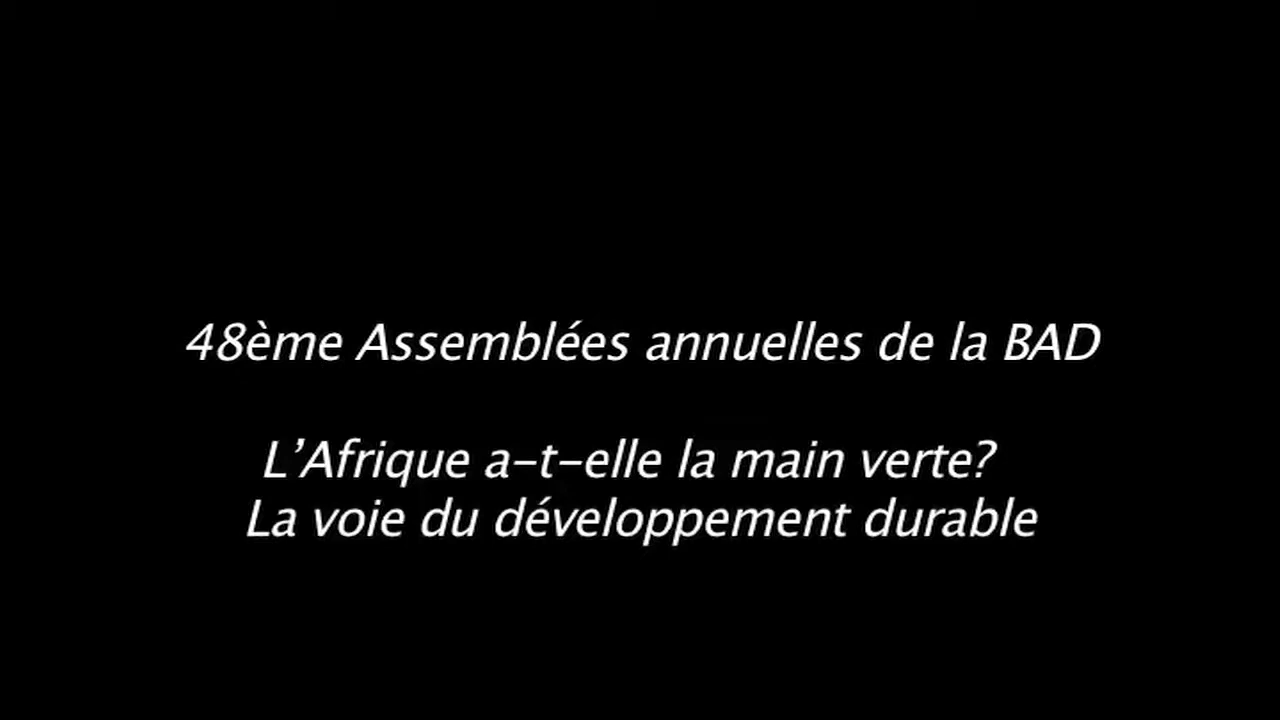 48ème Assemblées annuelles de la BAD
L’Afrique a-t-elle la main verte?
La voie du développement durable